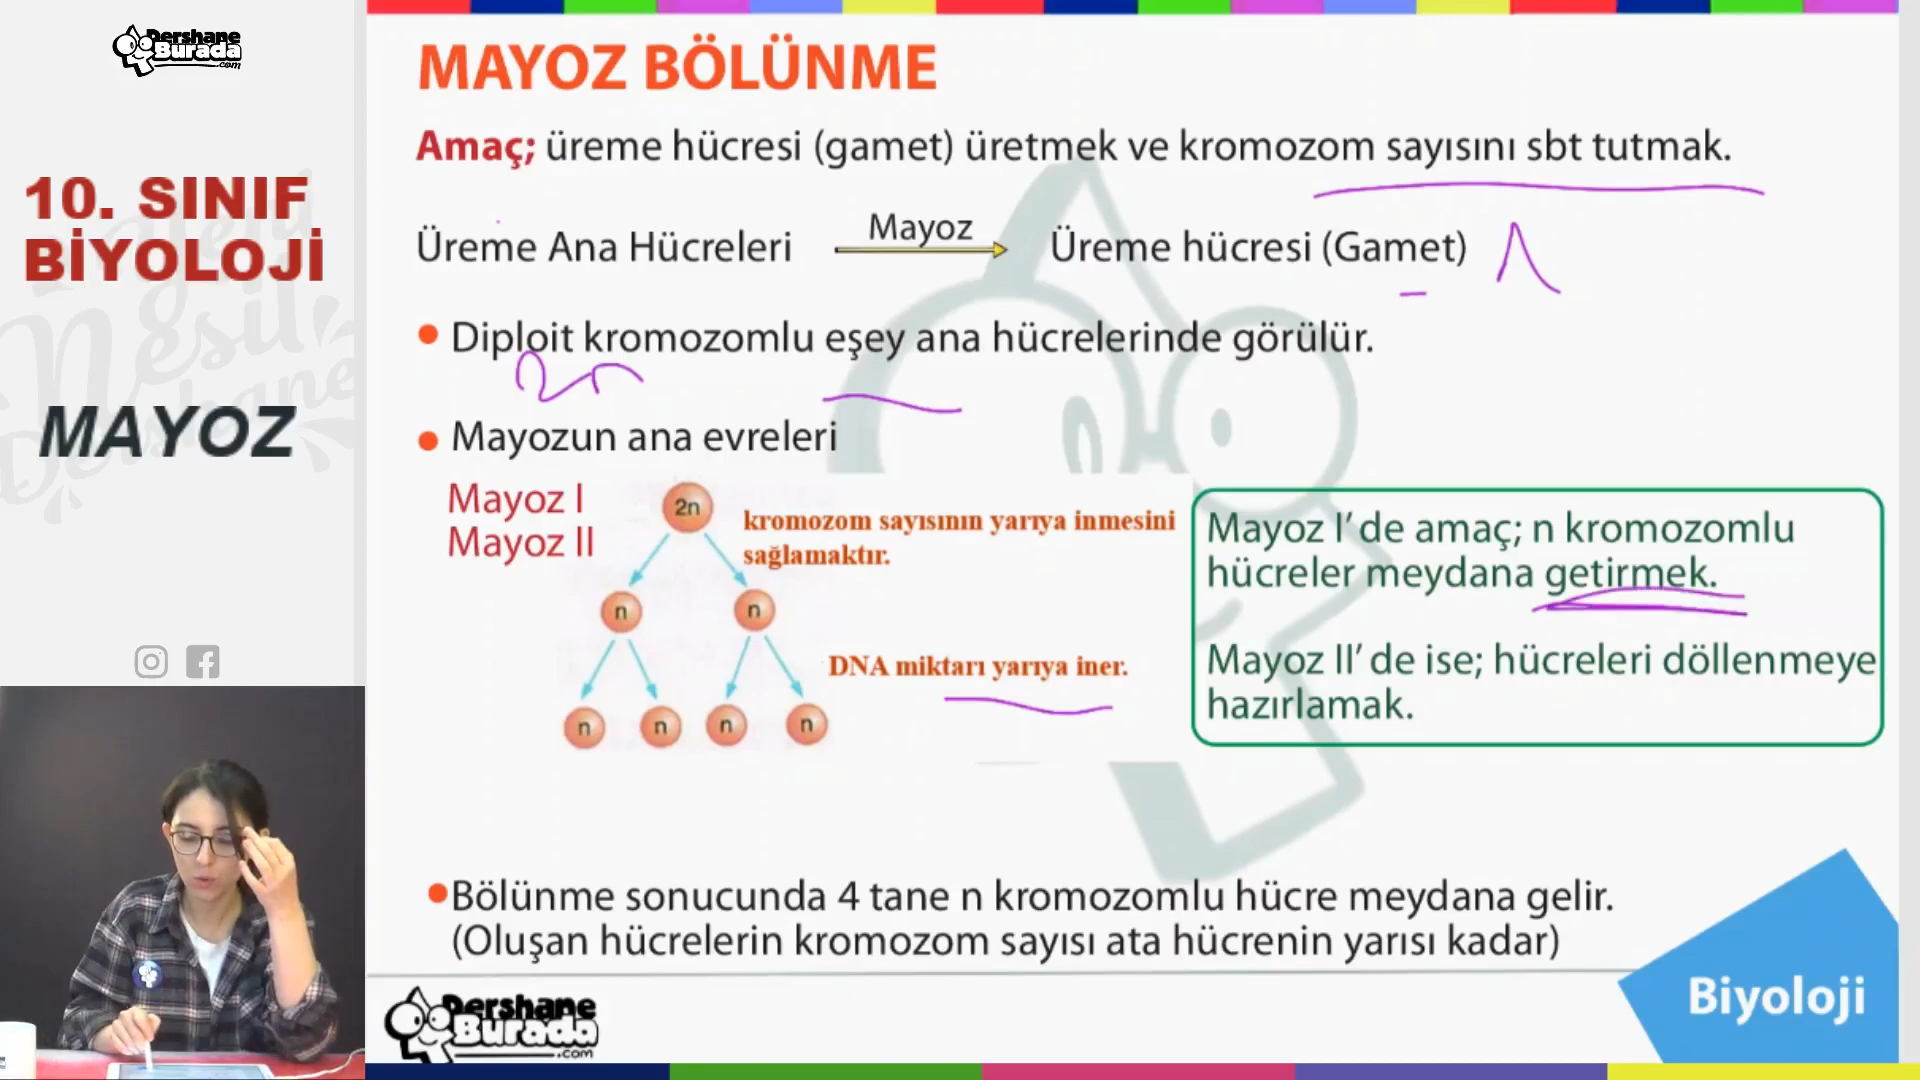 Dershane
Burada
.com
10. SINIF
BİYOLOJİ
MAYOZ
MAYOZ BÖLÜNME
Amaç; üreme hücresi (gamet) üretmek ve kromozom sayısını sbt tutmak.
Üreme Ana Hücreleri Mayoz Üreme hücresi (Gamet) n
Diploit kromozomlu eşey ana hücrelerinde görülür.
2n
Mayozun ana evreleri
Mayoz I
Mayoz II
2n
kromozom sayısının yarıya inmesini
sağlamaktır.
n n
DNA miktarı yarıya iner.
n n n n
Mayoz I’ de amaç; n kromozomlu
hücreler meydana getirmek.
Mayoz II’ de ise; hücreleri döllenmeye
hazırlamak.
Bölünme sonucunda 4 tane n kromozomlu hücre meydana gelir.
(Oluşan hücrelerin kromozom sayısı ata hücrenin yarısı kadar)
Dershane
Burada
.com
Biyoloji